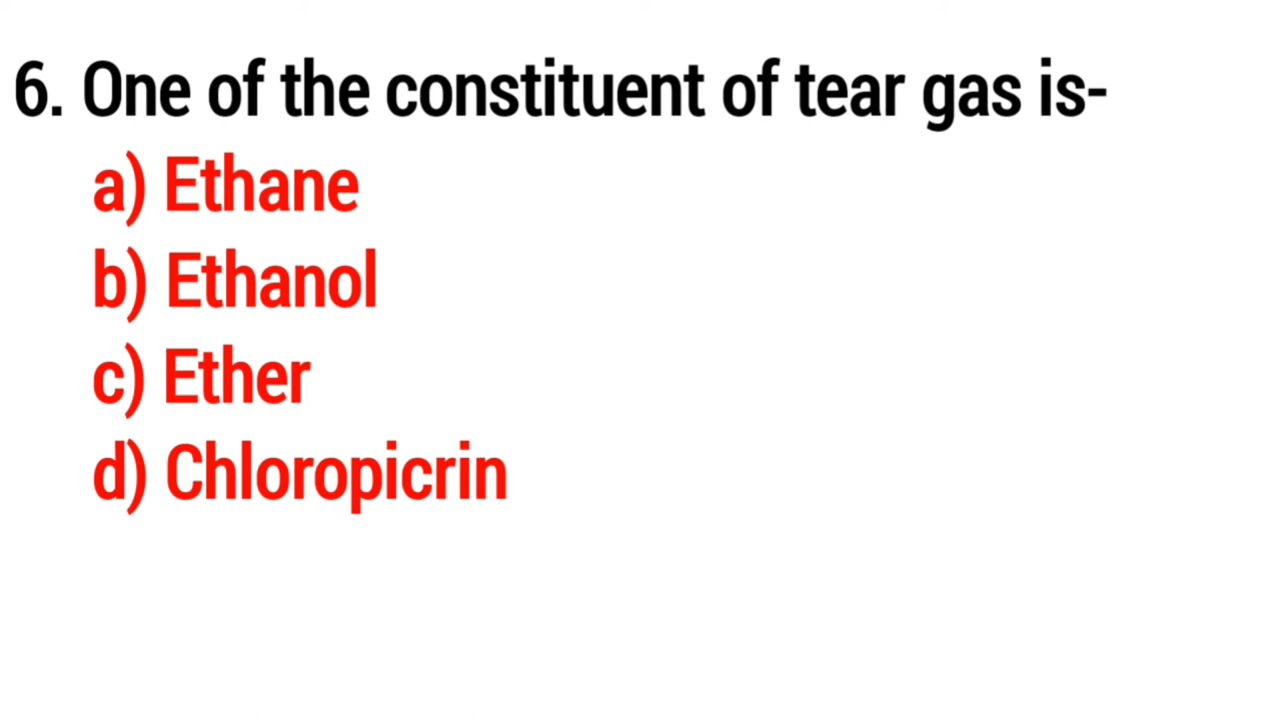 6. One of the constituent of tear gas is-
a) Ethane
b) Ethanol
c) Ether
d) Chloropicrin